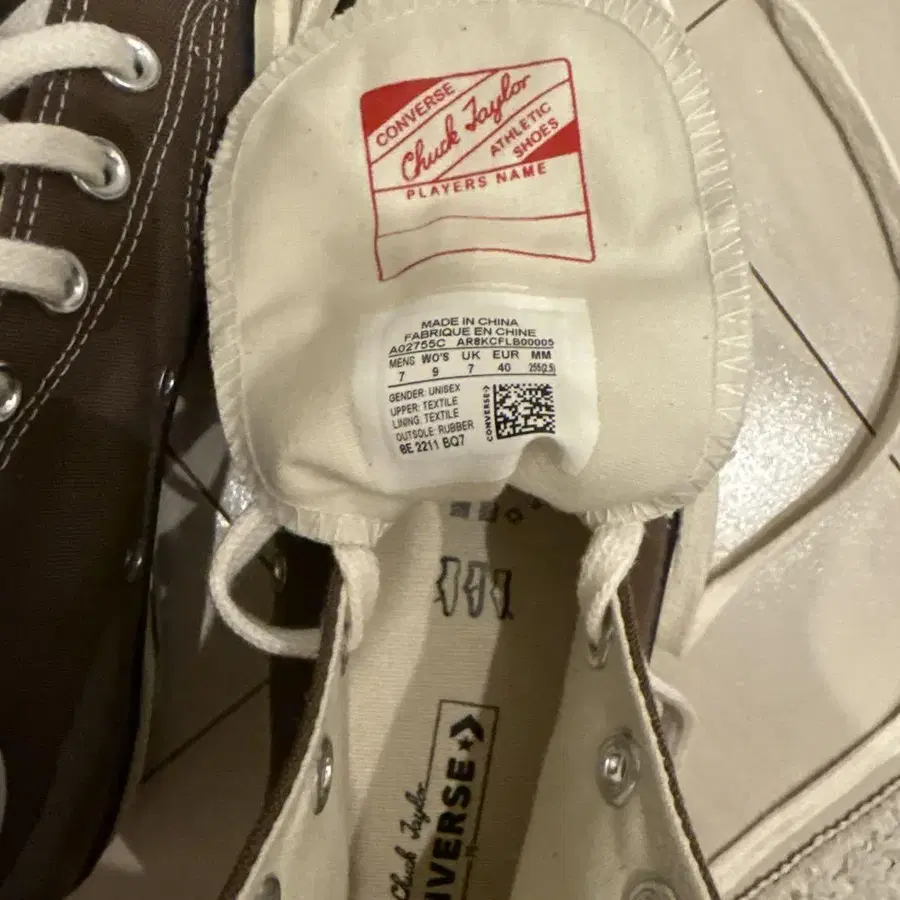 CONVERSE
Chuck Taylor
ATHLETIC
SHOES
PLAYERS NAME
MADE IN CHINA
FABRIQUE EN CHINE
A02755C AR8KCFLB00005
MENS WO'S UK EUR MM
7 9 7 40 255(2.5)
GENDER: UNISEX
UPPER: TEXTILE
LINING: TEXTILE
OUTSOLE: RUBBER
BE 2211 BQ7
CONVERSE
Chuck Taylor